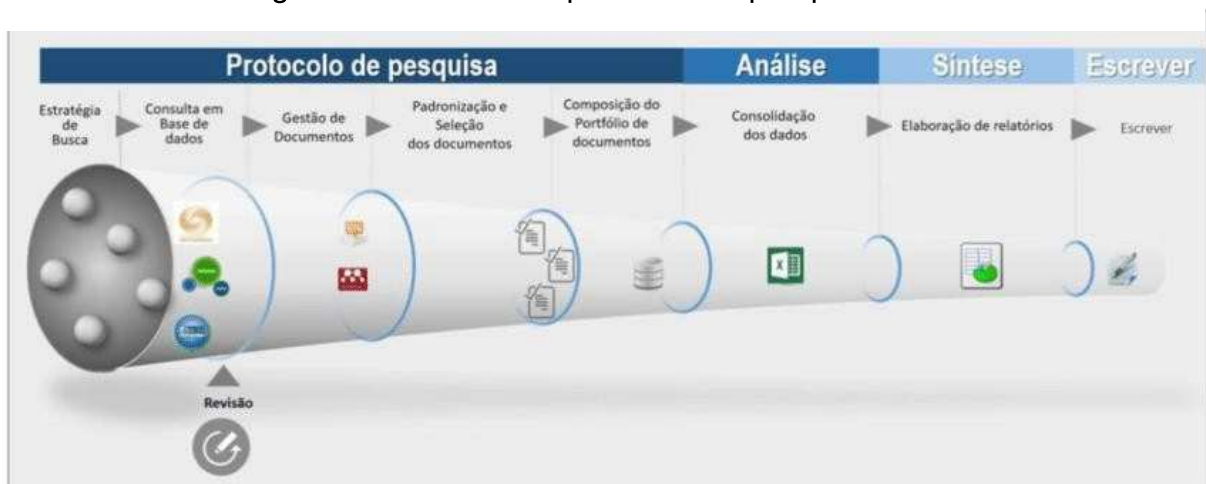 Protocolo de pesquisa
Análise
Síntese
Escrever
Estratégia
de
Busca
Consulta em
Base de
dados
Gestão de
Documentos
Padronização e
Seleção
dos documentos
Composição do
Portfólio de
documentos
Consolidação
dos dados
Elaboração de relatórios
Escrever
Revisão